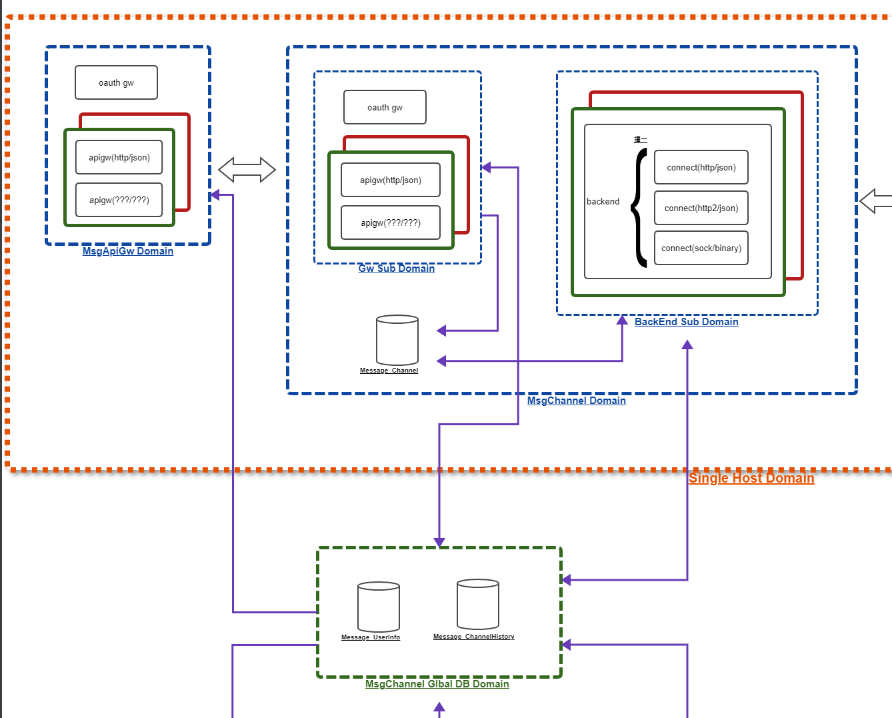 oauth gw
apigw(http/json)
apigw(???/???)
MsgApiGw Domain
oauth gw
apigw(http/json)
apigw(???/???)
Gw Sub Domain
backend
connect(http/json)
connect(http2/json)
connect(sock/binary)
BackEnd Sub Domain
Message_Channel
MsgChannel Domain
Single Host Domain
Message_UserInfo
Message_ChannelHistory
MsgChannel Glbal DB Domain